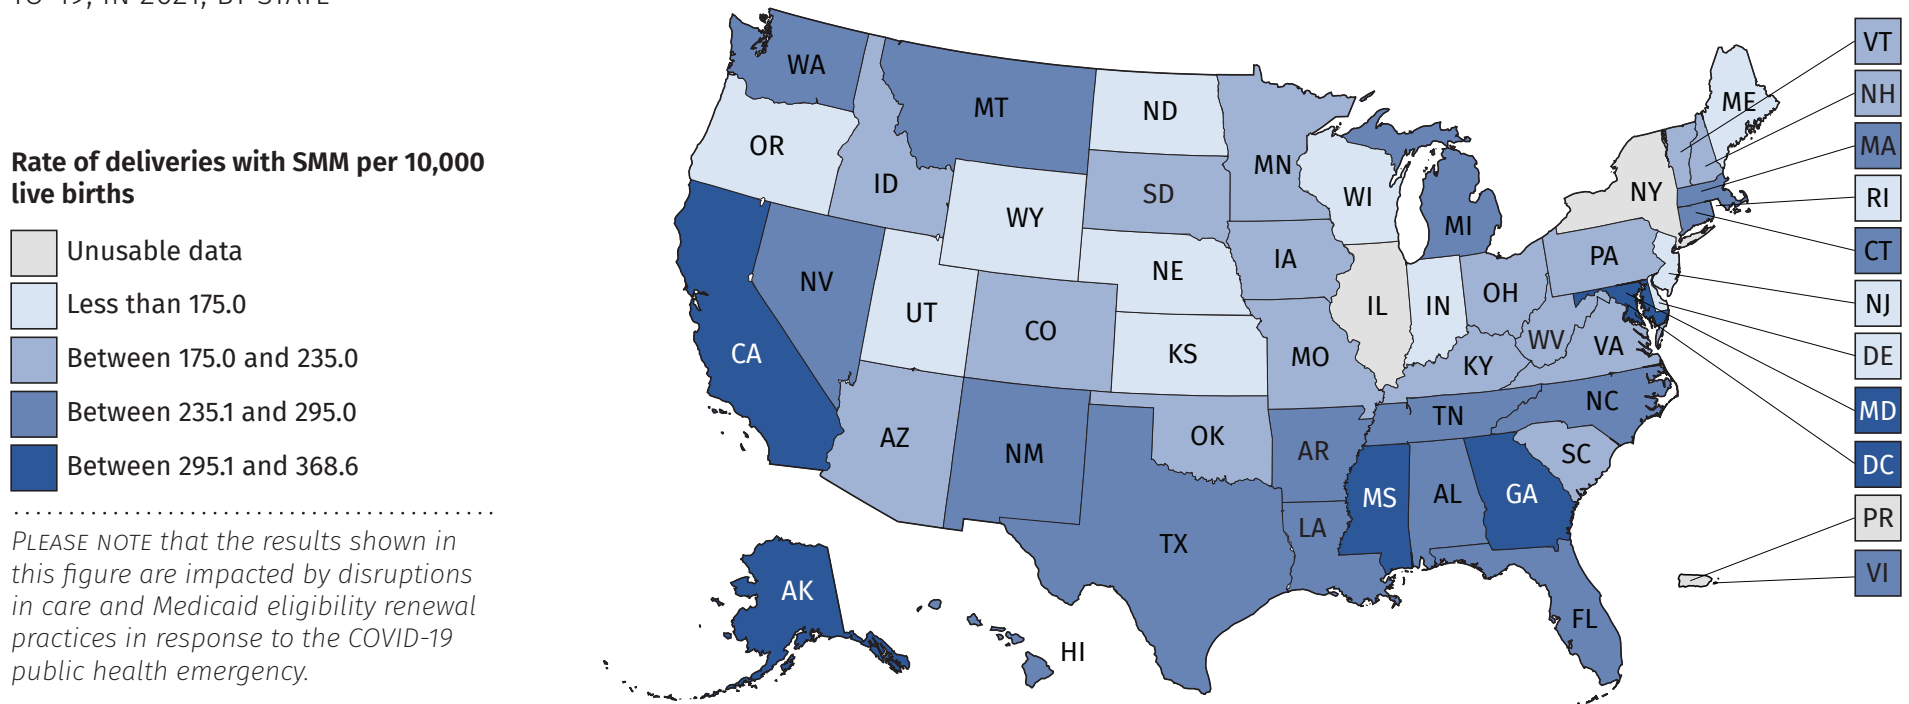 TO 19, IN 2021, BY STATE
Rate of deliveries with SMM per 10,000
live births
Unusable data
Less than 175.0
Between 175.0 and 235.0
Between 235.1 and 295.0
Between 295.1 and 368.6
PLEASE NOTE that the results shown in
this figure are impacted by disruptions
in care and Medicaid eligibility renewal
practices in response to the COVID-19
public health emergency.
WA
MT
ND
MN
OR
ID
SD
WY
WI
MI
NY
ME
NV
UT
CO
NE
IA
IL
IN
OH
PA
CA
KS
MO
KY
WV
VA
AZ
NM
OK
AR
TN
NC
SC
TX
LA
MS
AL
GA
FL
AK
HI
VT
NH
MA
RI
CT
NJ
DE
MD
DC
PR
VI